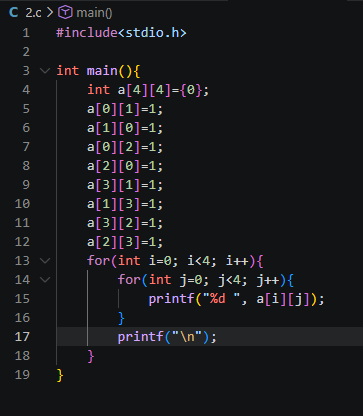 C 2.c > main()
1 #include<stdio.h>
2
3 int main(){
4     int a[4][4]={0};
5     a[0][1]=1;
6     a[1][0]=1;
7     a[0][2]=1;
8     a[2][0]=1;
9     a[3][1]=1;
10     a[1][3]=1;
11     a[3][2]=1;
12     a[2][3]=1;
13     for(int i=0; i<4; i++){
14         for(int j=0; j<4; j++){
15             printf("%d ", a[i][j]);
16         }
17         printf("\n");
18     }
19 }